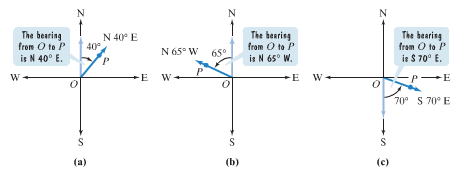 N
The bearing
from O to P
is N 40° E.
40°
N 40° E
P
W
O
E
S
(a)
N
The bearing
from O to P
is N 65° W.
N 65° W
65°
P
W
O
E
S
(b)
N
The bearing
from O to P
is S 70° E.
W
O
P
E
70°
S 70° E
S
(c)